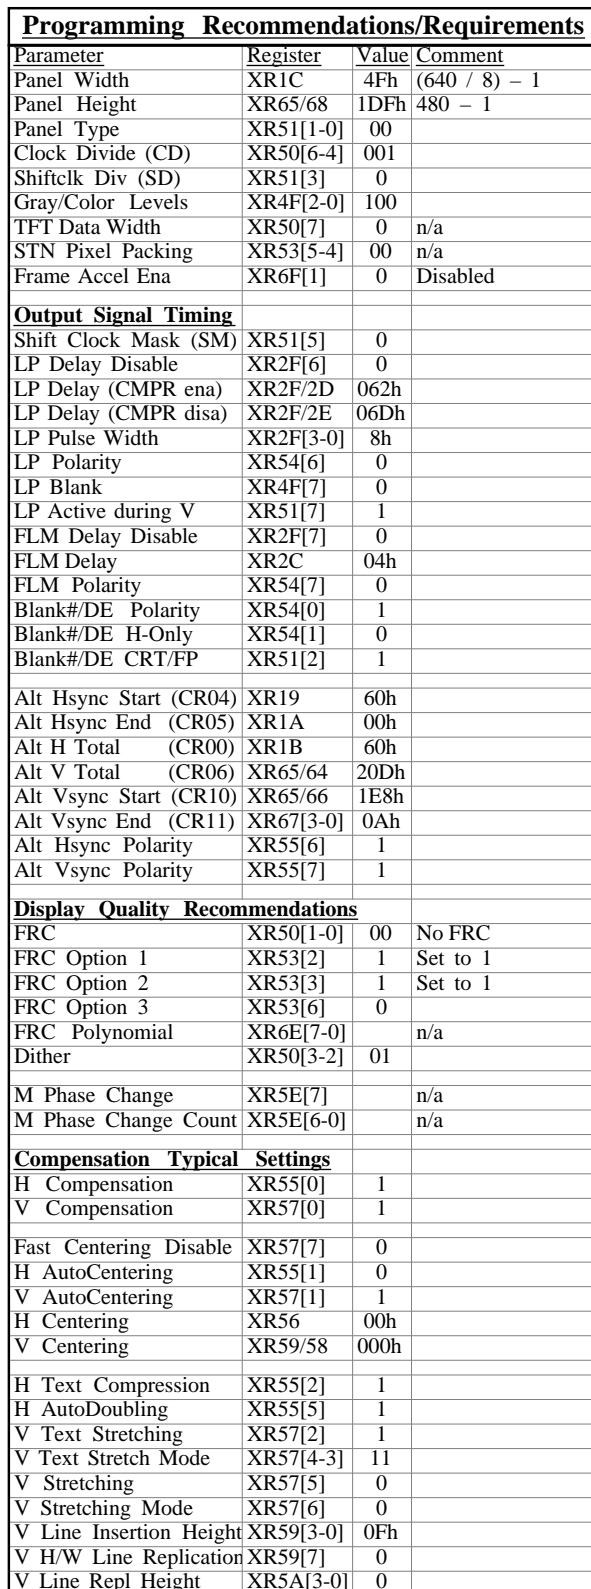 Programming Recommendations/Requirements
Parameter Register Value Comment
Panel Width XR1C 4Fh (640 / 8) – 1
Panel Height XR65/68 1DFh 480 – 1
Panel Type XR51[1-0] 00
Clock Divide (CD) XR50[6-4] 001
Shiftclk Div (SD) XR51[3] 0
Gray/Color Levels XR4F[2-0] 100
TFT Data Width XR50[7] 0 n/a
STN Pixel Packing XR53[5-4] 00 n/a
Frame Accel Ena XR6F[1] 0 Disabled
Output Signal Timing
Shift Clock Mask (SM) XR51[5] 0
LP Delay Disable XR2F[6] 0
LP Delay (CMPR ena) XR2F/2D 062h
LP Delay (CMPR disa) XR2F/2E 06Dh
LP Pulse Width XR2F[3-0] 8h
LP Polarity XR54[6] 0
LP Blank XR4F[7] 0
LP Active during V XR51[7] 1
FLM Delay Disable XR2F[7] 0
FLM Delay XR2C 04h
FLM Polarity XR54[7] 0
Blank#/DE Polarity XR54[0] 1
Blank#/DE H-Only XR54[1] 0
Blank#/DE CRT/FP XR51[2] 1
Alt Hsync Start (CR04) XR19 60h
Alt Hsync End (CR05) XR1A 00h
Alt H Total (CR00) XR1B 60h
Alt V Total (CR06) XR65/64 20Dh
Alt Vsync Start (CR10) XR65/66 1E8h
Alt Vsync End (CR11) XR67[3-0] 0Ah
Alt Hsync Polarity XR55[6] 1
Alt Vsync Polarity XR55[7] 1
Display Quality Recommendations
FRC XR50[1-0] 00 No FRC
FRC Option 1 XR53[2] 1 Set to 1
FRC Option 2 XR53[3] 1 Set to 1
FRC Option 3 XR53[6] 0
FRC Polynomial XR6E[7-0] n/a
Dither XR50[3-2] 01
M Phase Change XR5E[7] n/a
M Phase Change Count XR5E[6-0] n/a
Compensation Typical Settings
H Compensation XR55[0] 1
V Compensation XR57[0] 1
Fast Centering Disable XR57[7] 0
H AutoCentering XR55[1] 0
V AutoCentering XR57[1] 1
H Centering XR56 00h
V Centering XR59/58 000h
H Text Compression XR55[2] 1
H AutoDoubling XR55[5] 1
V Text Stretching XR57[2] 1
V Text Stretch Mode XR57[4-3] 11
V Stretching XR57[5] 0
V Stretching Mode XR57[6] 0
V Line Insertion Height XR59[3-0] 0Fh
V H/W Line Replication XR59[7] 0
V Line Repl Height XR5A[3-0] 0